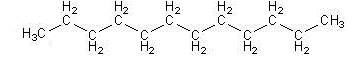 H₂ H₂ H₂ H₂ H₂
C C C C C CH₃
H₃C C C C C C
H₂ H₂ H₂ H₂ H₂